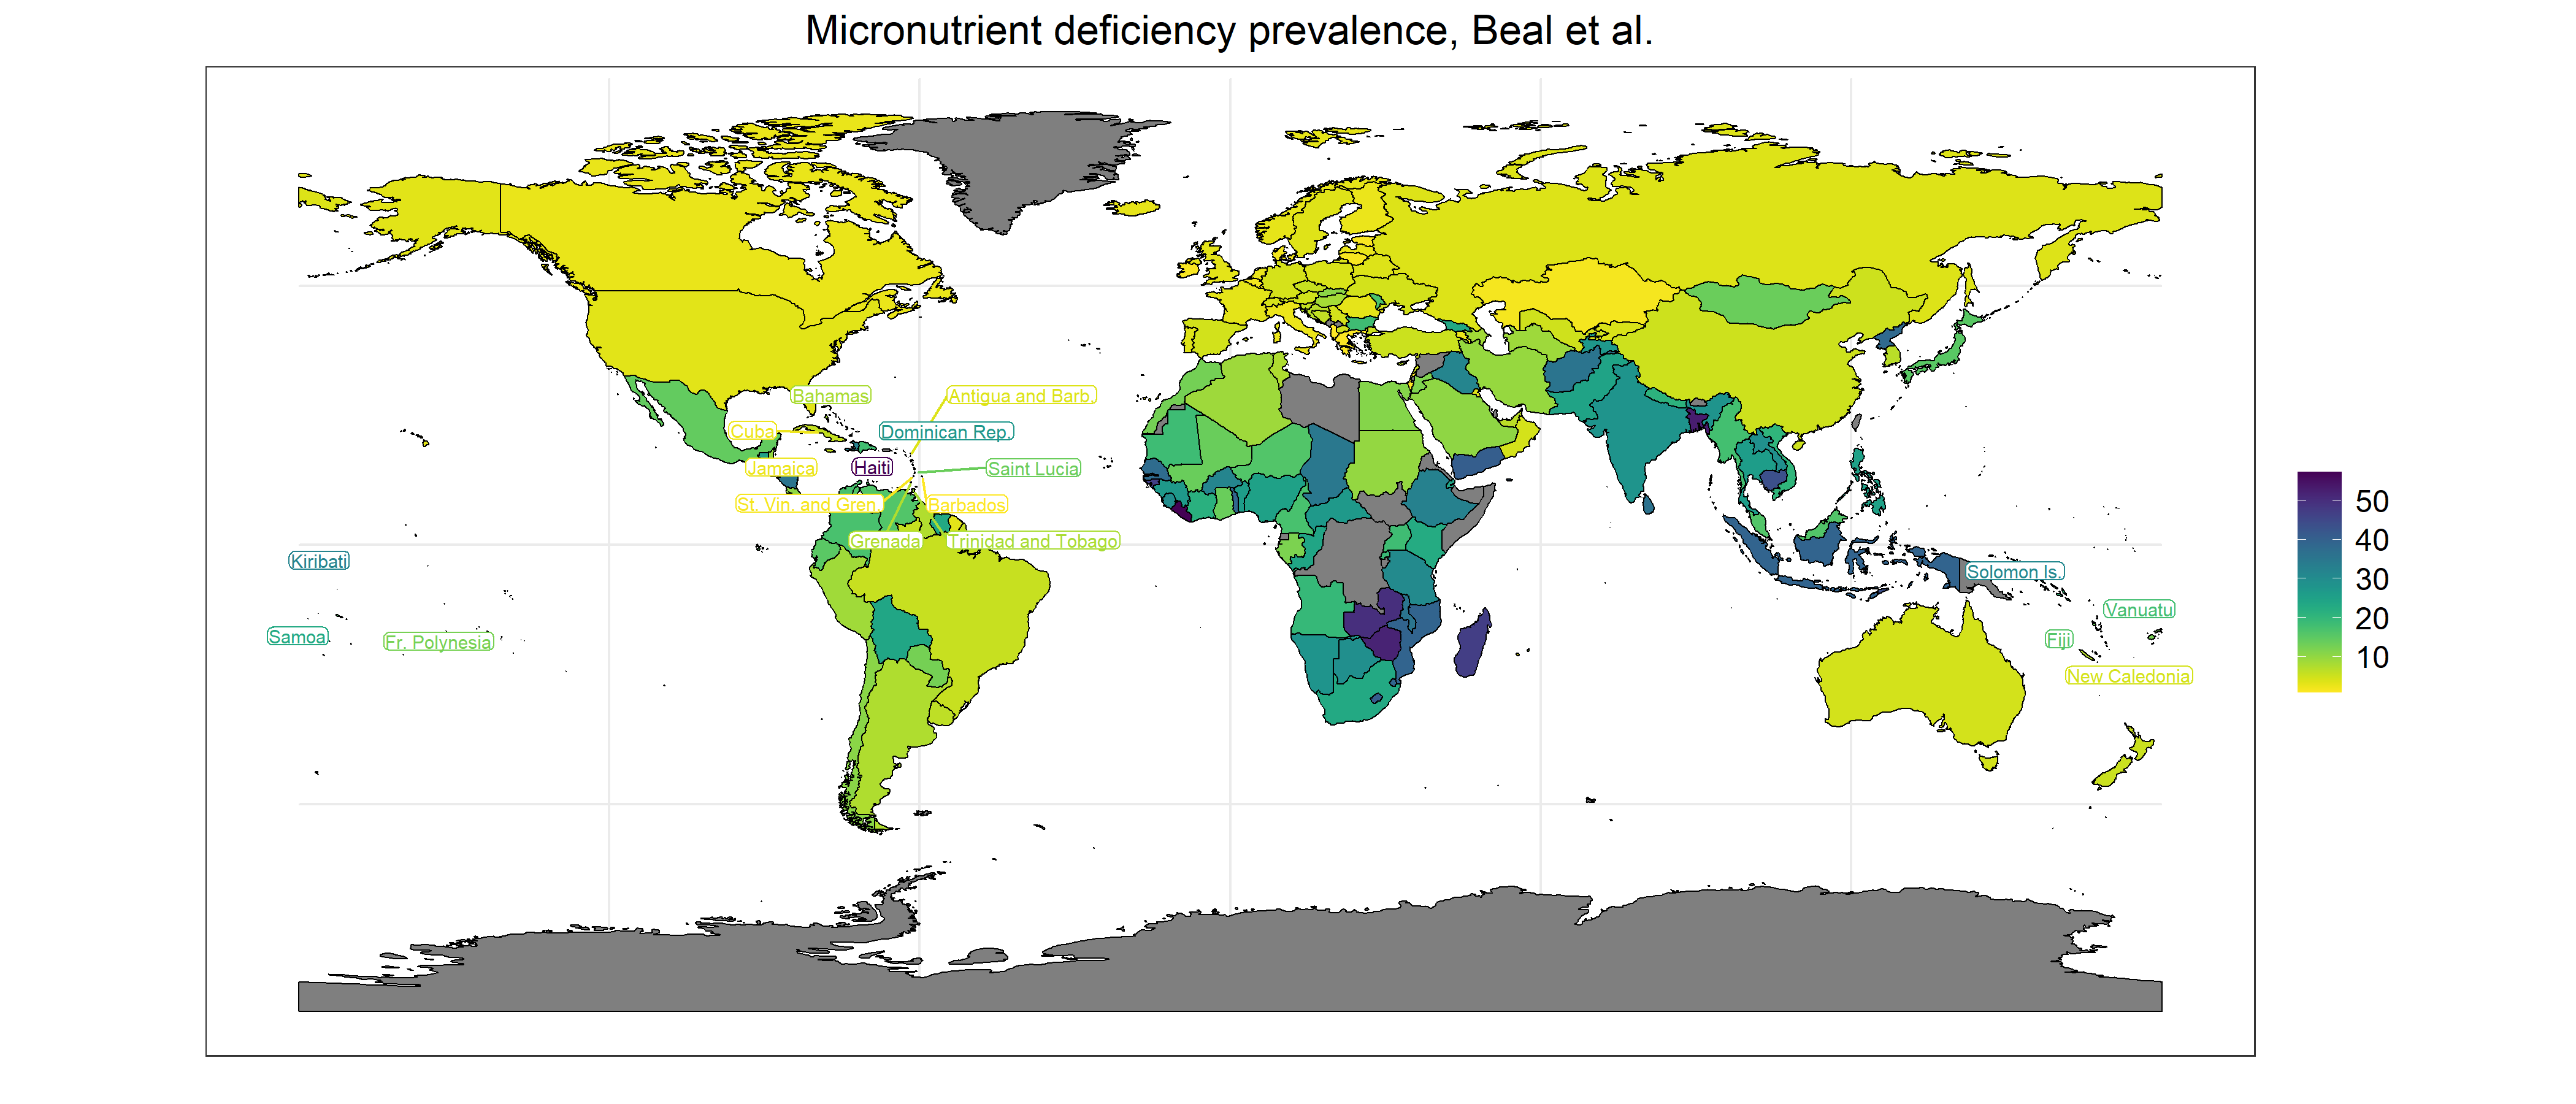 Micronutrient deficiency prevalence, Beal et al.
Bahamas
Antigua and Barb.
Cuba
Dominican Rep.
Jamaica
Haiti
Saint Lucia
St. Vin. and Gren.
Barbados
Grenada
Trinidad and Tobago
Kiribati
Samoa
Fr. Polynesia
Solomon Is.
Vanuatu
Fiji
New Caledonia
50
40
30
20
10